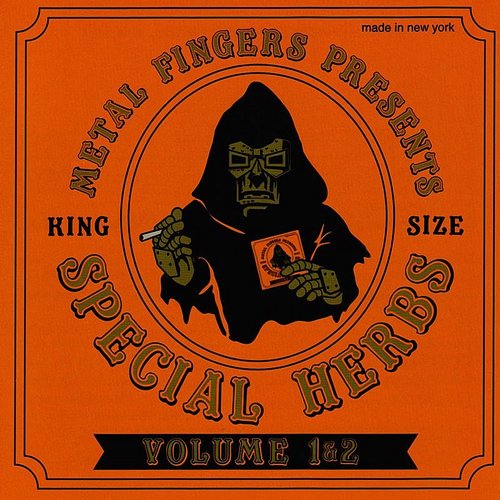 made in new york
METAL FINGERS PRESENTS
KING SIZE
SPECIAL HERBS
VOLUME 1&2